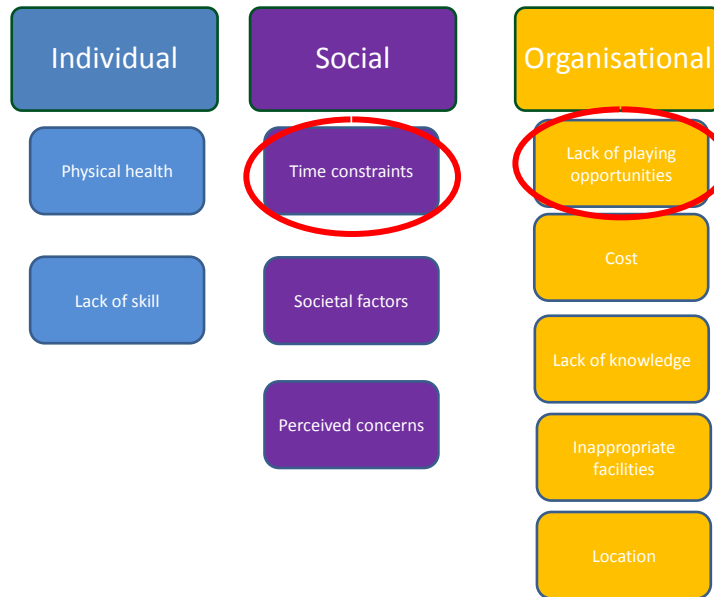 Individual
Social
Organisational
Physical health
Time constraints
Lack of playing
opportunities
Cost
Lack of skill
Societal factors
Lack of knowledge
Perceived concerns
Inappropriate
facilities
Location